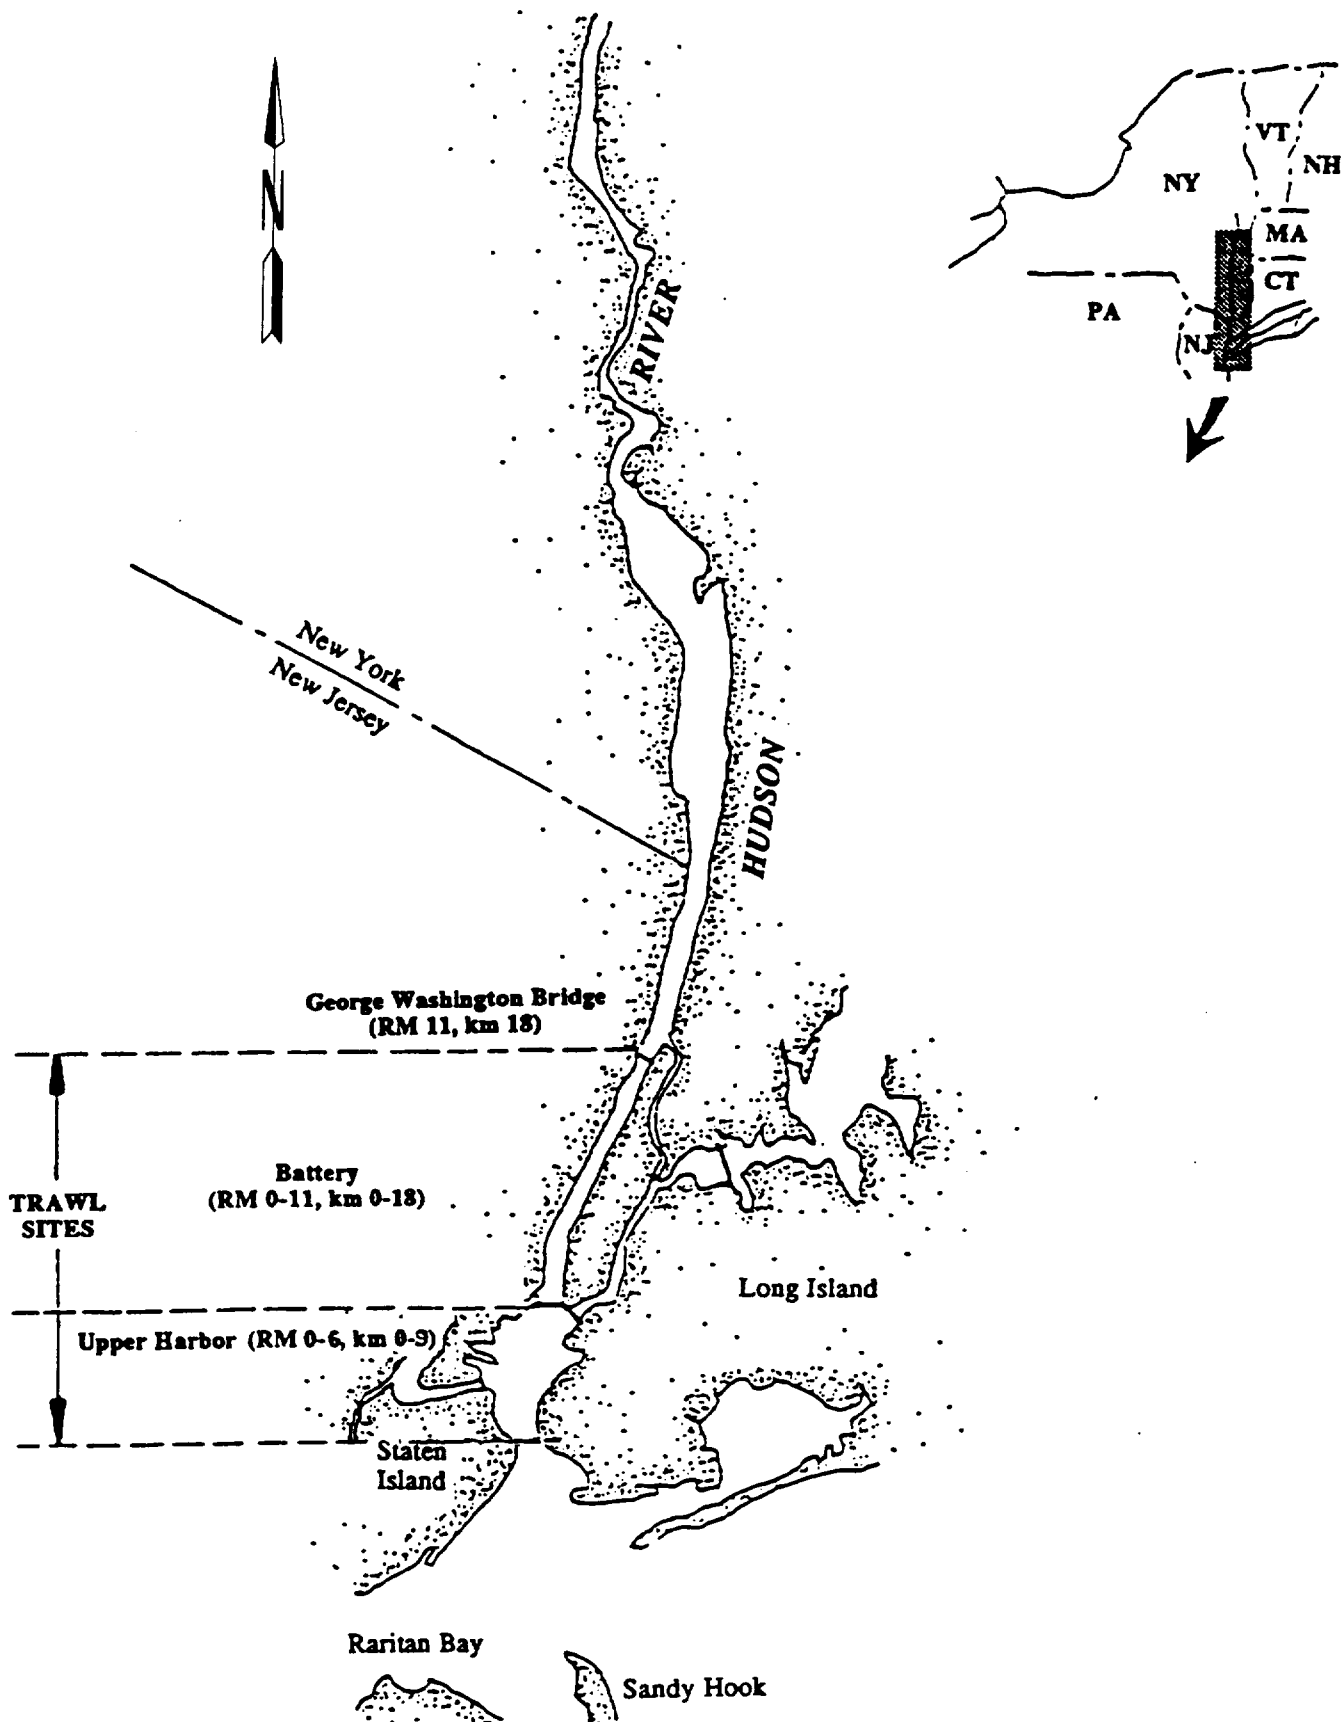 N
VT
NH
NY
MA
CT
PA
NJ
RIVER
New York
New Jersey
HUDSON
George Washington Bridge
(RM 11, km 18)
Battery
(RM 0-11, km 0-18)
TRAWL
SITES
Long Island
Upper Harbor (RM 0-6, km 0-9)
Staten
Island
Raritan Bay
Sandy Hook